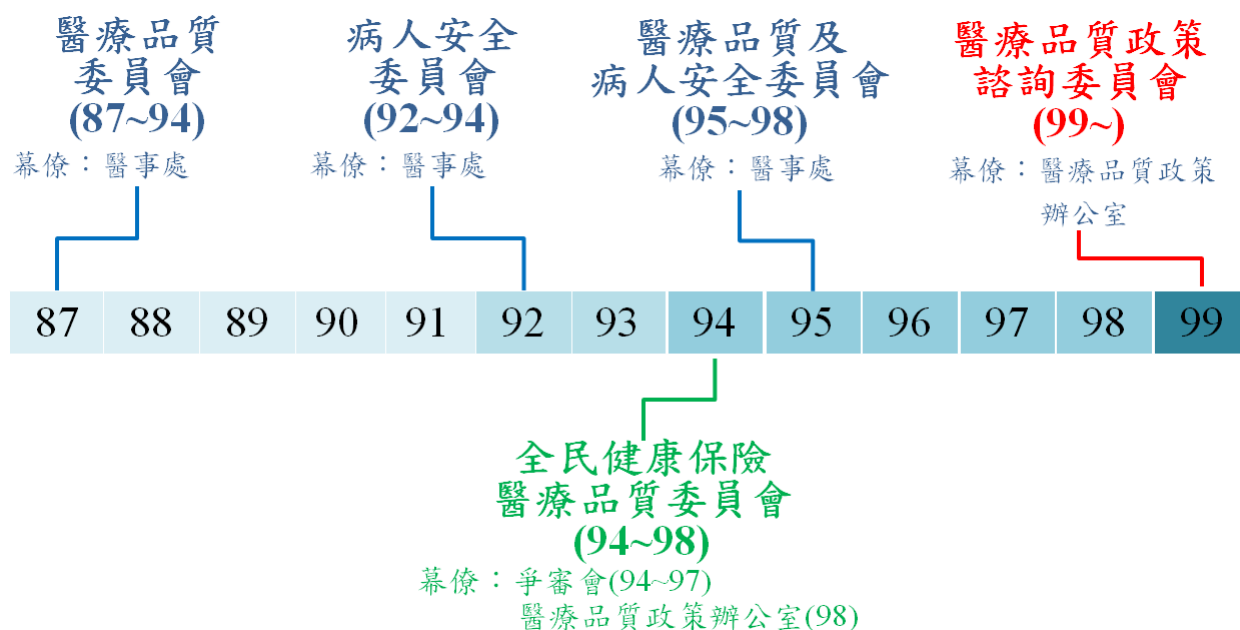 醫療品質
委員會
(87~94)
幕僚：醫事處
病人安全
委員會
(92~94)
幕僚：醫事處
醫療品質及
病人安全委員會
(95~98)
幕僚：醫事處
醫療品質政策
諮詢委員會
(99~)
幕僚：醫療品質政策
辦公室
87 88 89 90 91 92 93 94 95 96 97 98 99
全民健康保險
醫療品質委員會
(94~98)
幕僚：爭審會(94~97)
醫療品質政策辦公室(98)